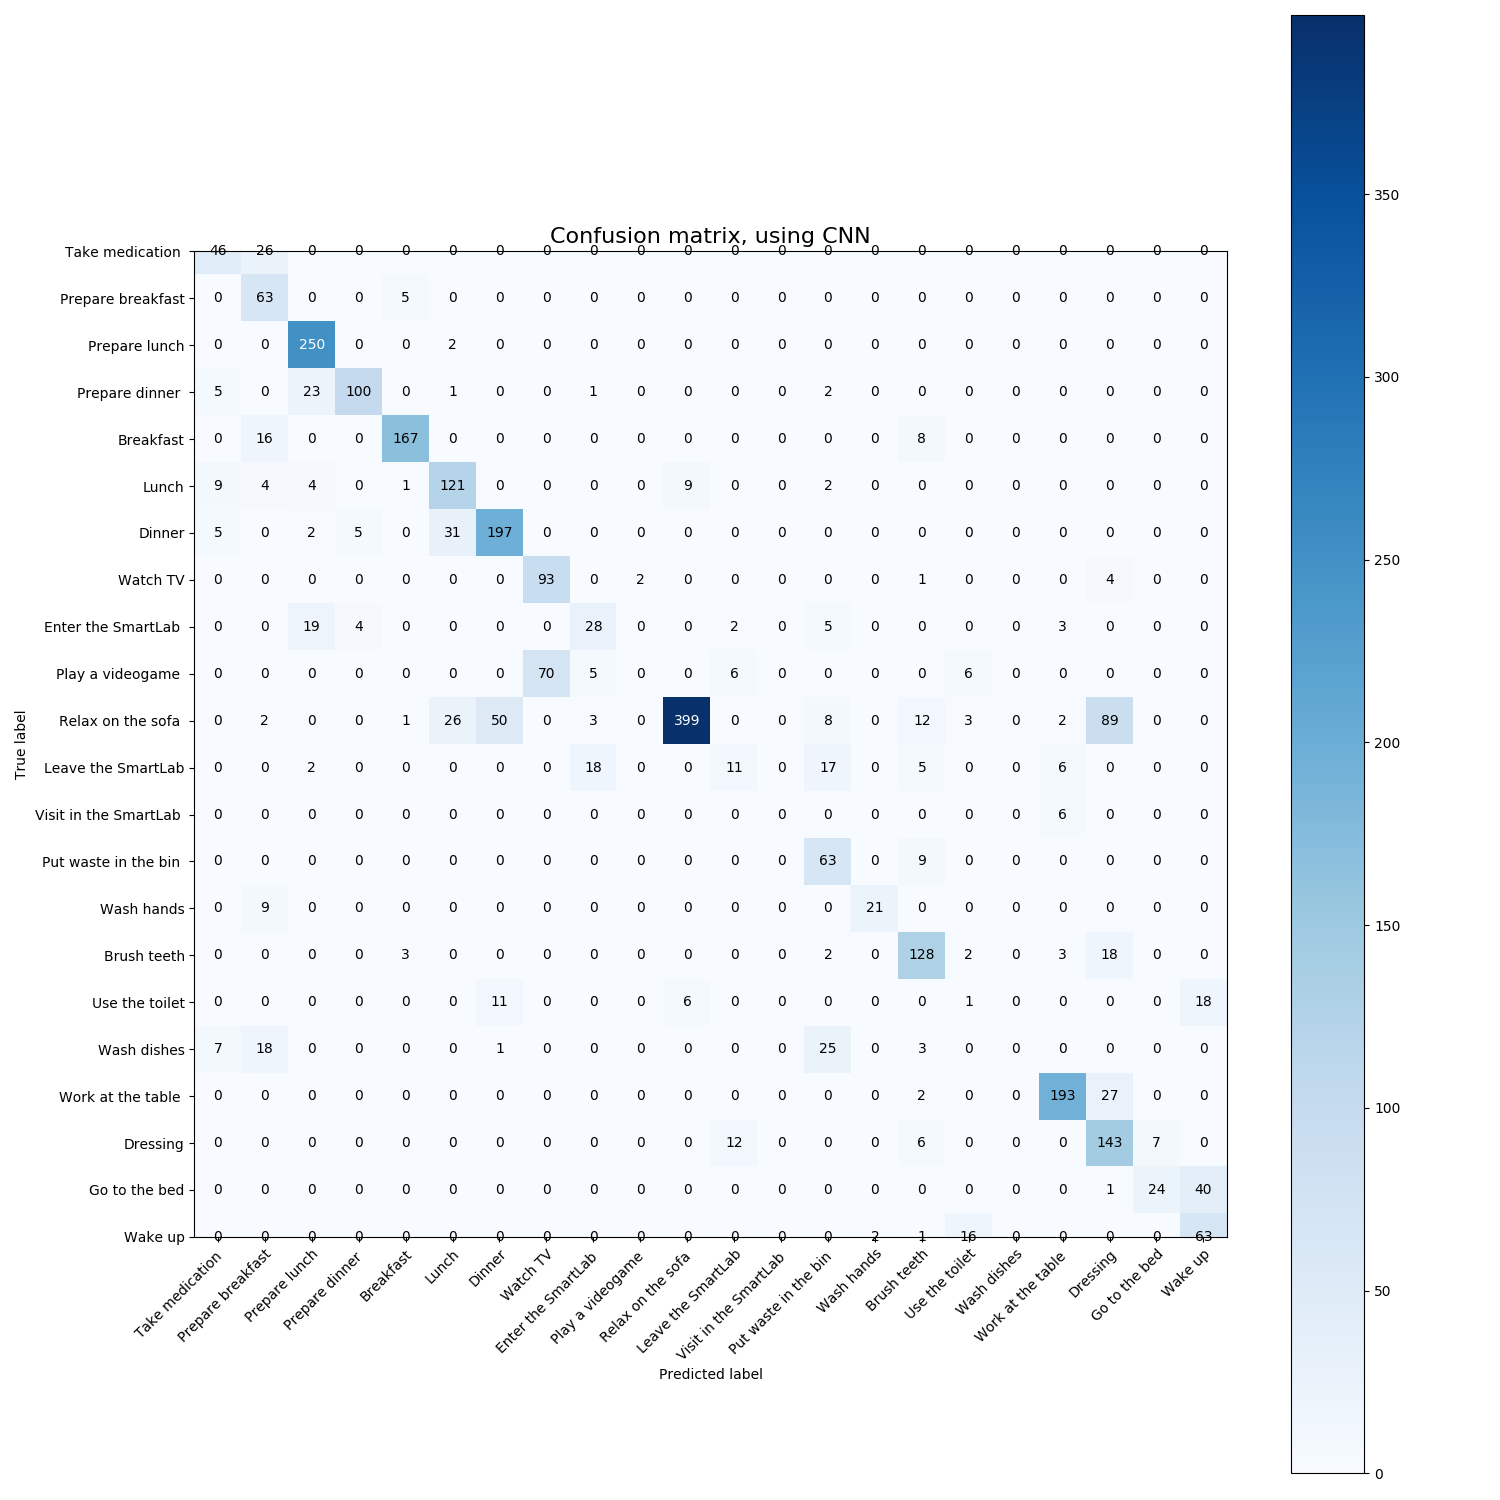 Confusion matrix, using CNN
Take medication 46 26 0 0 0 0 0 0 0 0 0 0 0 0 0 0 0 0 0 0 0 0
Prepare breakfast 0 63 0 0 5 0 0 0 0 0 0 0 0 0 0 0 0 0 0 0 0 0
Prepare lunch 0 0 250 0 0 2 0 0 0 0 0 0 0 0 0 0 0 0 0 0 0 0
Prepare dinner 5 0 23 100 0 1 0 0 1 0 0 0 0 2 0 0 0 0 0 0 0 0
Breakfast 0 16 0 0 167 0 0 0 0 0 0 0 0 0 0 8 0 0 0 0 0 0
Lunch 9 4 4 0 1 121 0 0 0 0 9 0 0 2 0 0 0 0 0 0 0 0
Dinner 5 0 2 5 0 31 197 0 0 0 0 0 0 0 0 0 0 0 0 0 0 0
Watch TV 0 0 0 0 0 0 0 93 0 2 0 0 0 0 0 1 0 0 0 4 0 0
Enter the SmartLab 0 0 19 4 0 0 0 0 28 0 0 2 0 5 0 0 0 0 3 0 0 0
Play a videogame 0 0 0 0 0 0 0 70 5 0 0 6 0 0 0 0 6 0 0 0 0 0
Relax on the sofa 0 2 0 0 1 26 50 0 3 0 399 0 0 8 0 12 3 0 2 89 0 0
Leave the SmartLab 0 0 2 0 0 0 0 0 18 0 0 11 0 17 0 5 0 0 6 0 0 0
Visit in the SmartLab 0 0 0 0 0 0 0 0 0 0 0 0 0 0 0 0 0 0 6 0 0 0
Put waste in the bin 0 0 0 0 0 0 0 0 0 0 0 0 0 63 0 9 0 0 0 0 0 0
Wash hands 0 9 0 0 0 0 0 0 0 0 0 0 0 0 21 0 0 0 0 0 0 0
Brush teeth 0 0 0 0 3 0 0 0 0 0 0 0 0 2 0 128 2 0 3 18 0 0
Use the toilet 0 0 0 0 0 0 11 0 0 0 6 0 0 0 0 0 1 0 0 0 0 18
Wash dishes 7 18 0 0 0 0 1 0 0 0 0 0 0 25 0 3 0 0 0 0 0 0
Work at the table 0 0 0 0 0 0 0 0 0 0 0 0 0 0 0 2 0 0 193 27 0 0
Dressing 0 0 0 0 0 0 0 0 0 0 0 12 0 0 0 6 0 0 0 143 7 0
Go to the bed 0 0 0 0 0 0 0 0 0 0 0 0 0 0 0 0 0 0 0 1 24 40
Wake up 0 0 0 0 0 0 0 0 0 0 0 0 0 0 2 1 16 0 0 0 0 63
True label
Take medication
Prepare breakfast
Prepare lunch
Prepare dinner
Breakfast
Lunch
Dinner
Watch TV
Enter the SmartLab
Play a videogame
Relax on the sofa
Leave the SmartLab
Visit in the SmartLab
Put waste in the bin
Wash hands
Brush teeth
Use the toilet
Wash dishes
Work at the table
Dressing
Go to the bed
Wake up
Predicted label
350
300
250
200
150
100
50
0